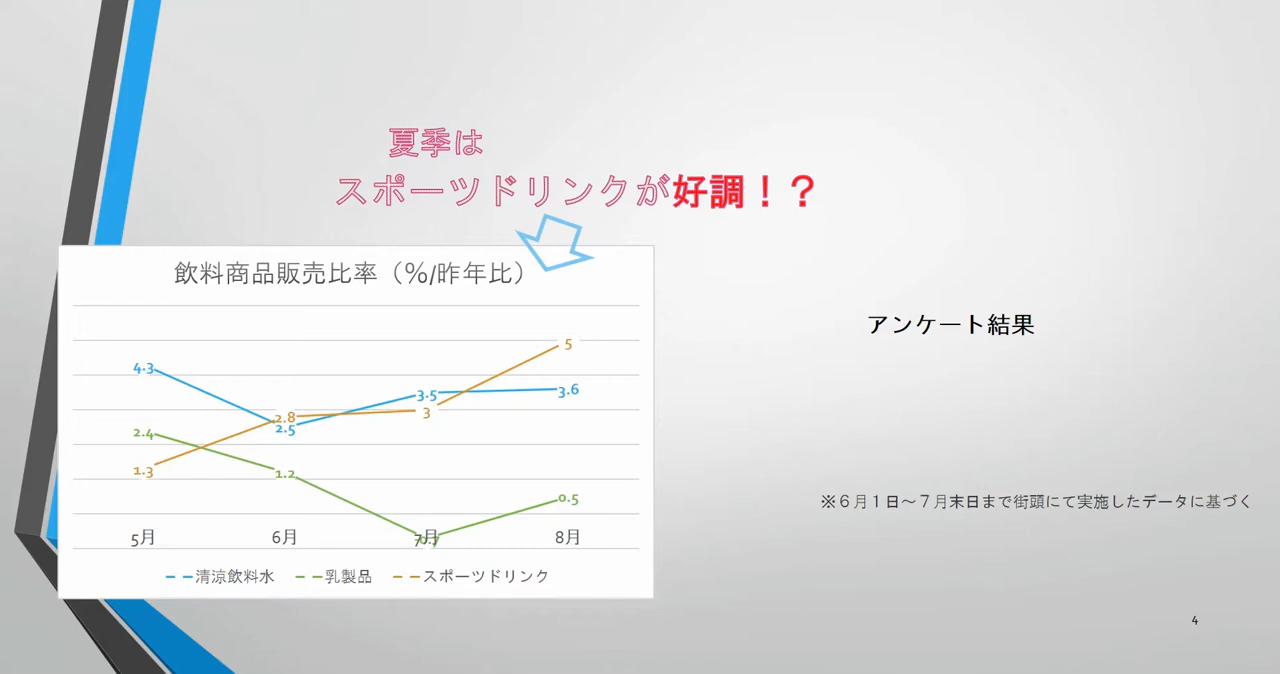 夏季は
スポーツドリンクが好調！？
飲料商品販売比率（%/昨年比）
5
4.3
3.5
3.6
3
2.8
2.5
2.4
1.3
1.2
0.5
5月
6月
7月
8月
清涼飲料水
乳製品
スポーツドリンク
アンケート結果
※６月１日～７月末日まで街頭にて実施したデータに基づく
4